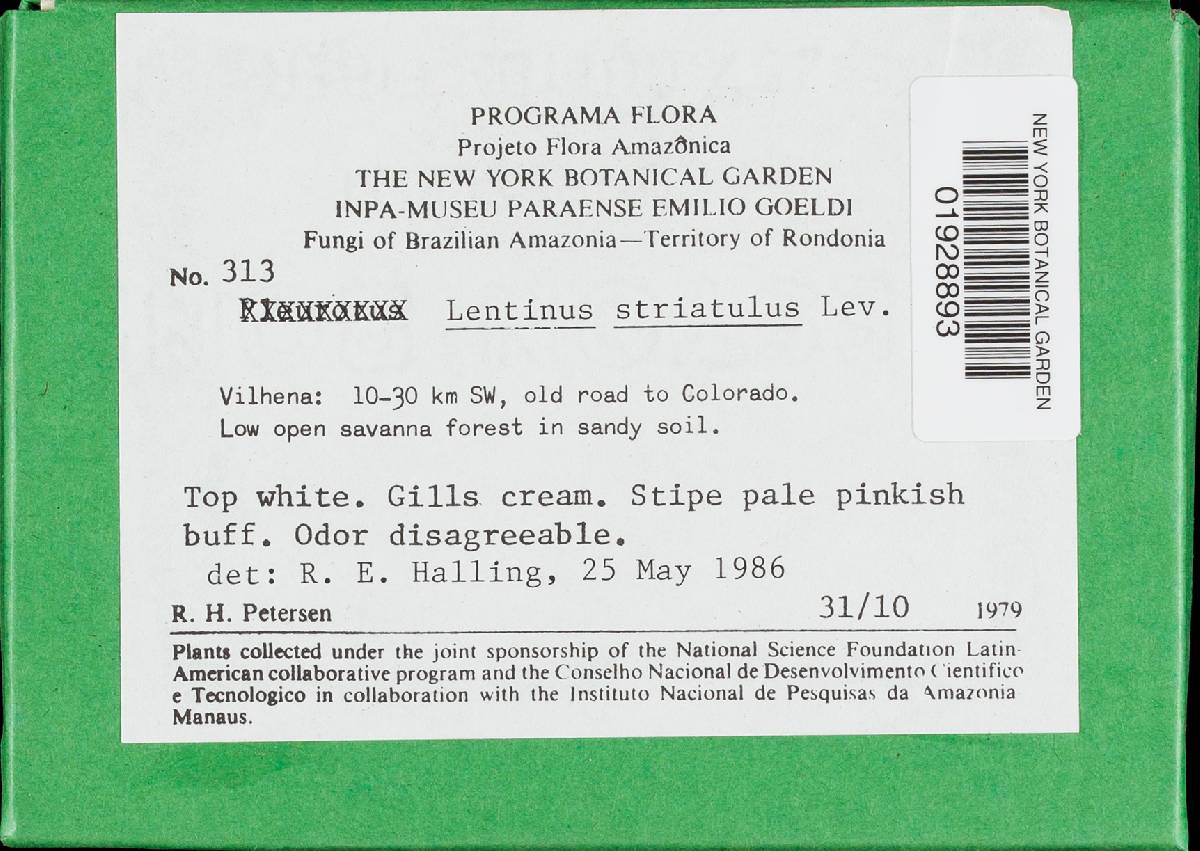 PROGRAMA FLORA
Projeto Flora Amazônica
THE NEW YORK BOTANICAL GARDEN
INPA-MUSEU PARAENSE EMILIO GOELDI
Fungi of Brazilian Amazonia—Territory of Rondonia
No. 313
Pleurotus Lentinus striatulus Lev.
Vilhena: 10-30 km SW, old road to Colorado.
Low open savanna forest in sandy soil.
Top white. Gills cream. Stipe pale pinkish
buff. Odor disagreeable.
det: R. E. Halling, 25 May 1986
R. H. Petersen 31/10 1979
Plants collected under the joint sponsorship of the National Science Foundation Latin-
American collaborative program and the Conselho Nacional de Desenvolvimento Cientifico
e Tecnologico in collaboration with the Instituto Nacional de Pesquisas da Amazonia
Manaus.
NEW YORK BOTANICAL GARDEN
01928893